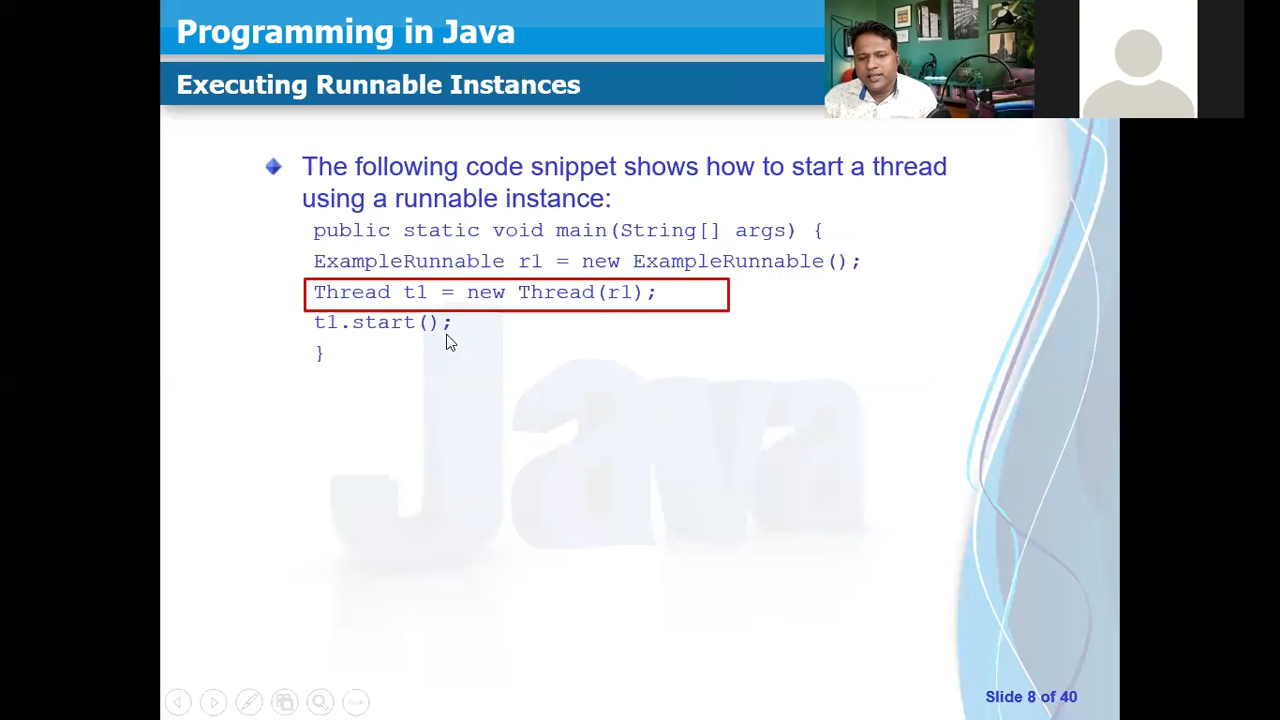 Programming in Java
Executing Runnable Instances
The following code snippet shows how to start a thread
using a runnable instance:
public static void main(String[] args) {
ExampleRunnable r1 = new ExampleRunnable();
Thread t1 = new Thread(r1);
t1.start();
}
Java
Slide 8 of 40